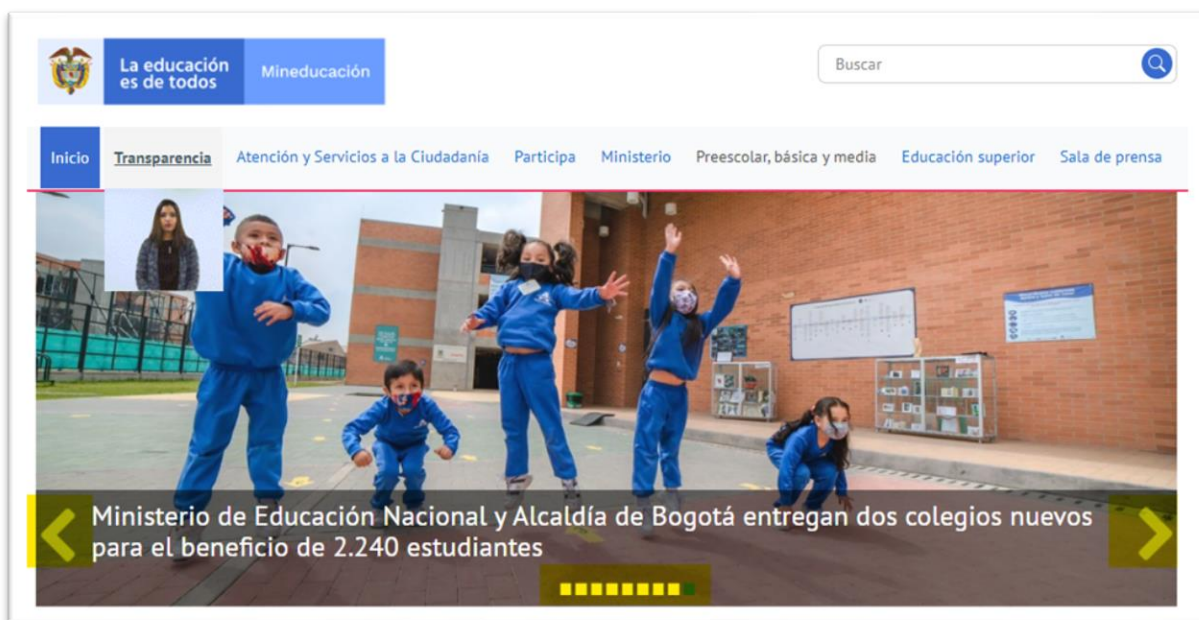 La educación
es de todos
Mineducación
Buscar
Inicio
Transparencia
Atención y Servicios a la Ciudadanía
Participa
Ministerio
Preescolar, básica y media
Educación superior
Sala de prensa
Ministerio de Educación Nacional y Alcaldía de Bogotá entregan dos colegios nuevos
para el beneficio de 2.240 estudiantes